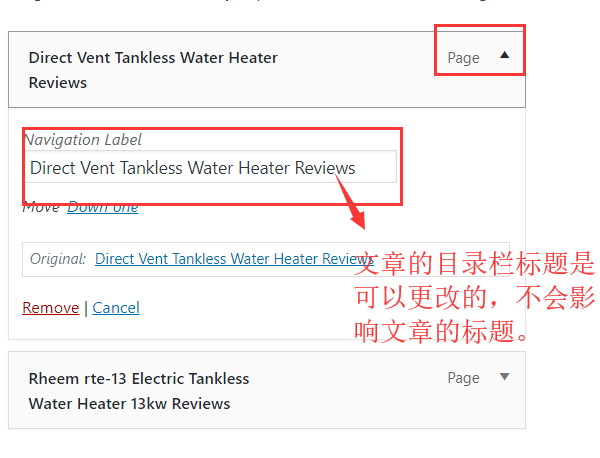 Direct Vent Tankless Water Heater
Reviews
Page
Navigation Label
Direct Vent Tankless Water Heater Reviews
Move Down one
Original: Direct Vent Tankless Water Heater Reviews
文章的目录栏标题是
可以更改的，不会影
响文章的标题。
Remove | Cancel
Rheem rte-13 Electric Tankless
Water Heater 13kw Reviews
Page